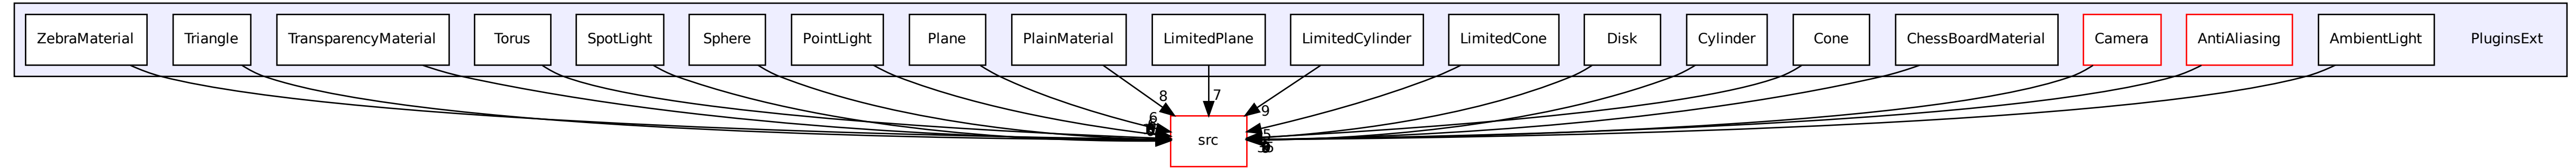 ZebraMaterial
Triangle
TransparencyMaterial
Torus
SpotLight
Sphere
PointLight
Plane
PlainMaterial
LimitedPlane
LimitedCylinder
LimitedCone
Disk
Cylinder
Cone
ChessBoardMaterial
Camera
AntiAliasing
AmbientLight
PluginsExt
8
7
9
6
5
src